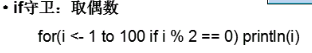 • if守卫：取偶数
for(i <- 1 to 100 if i % 2 == 0) println(i)